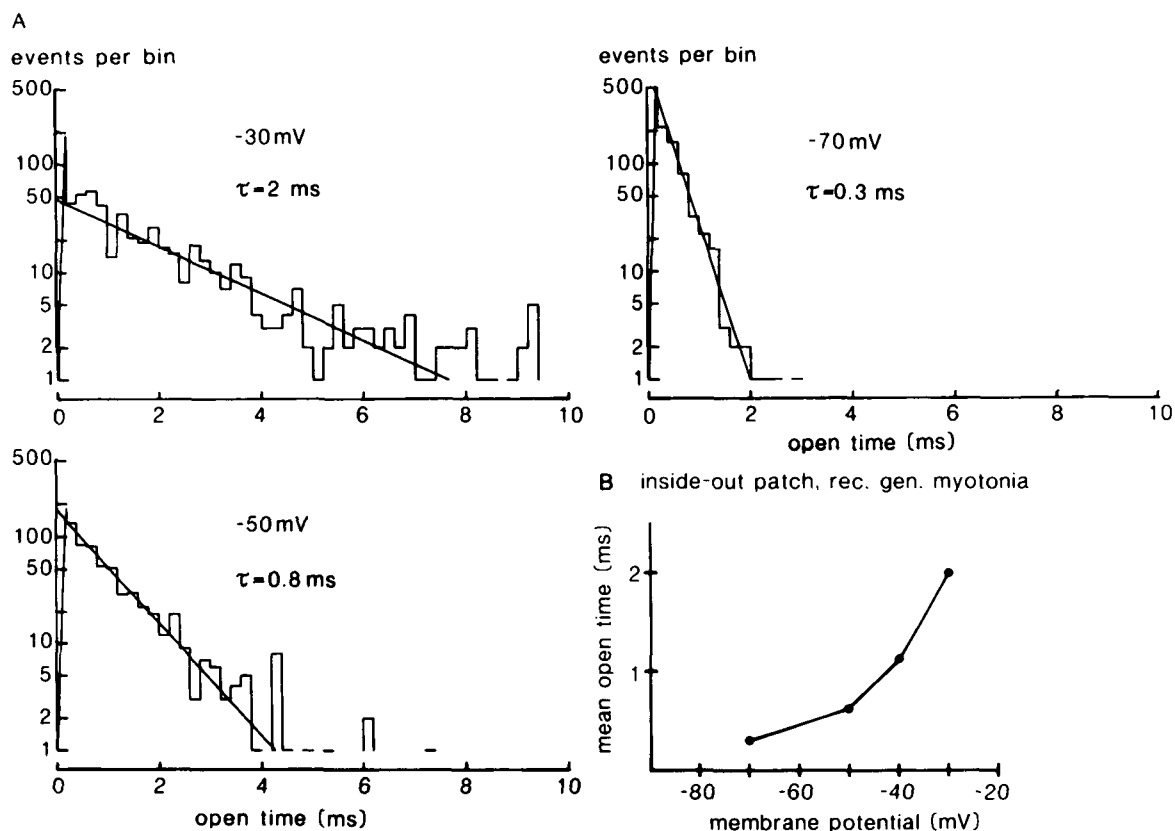 A
events per bin
500
100
50
10
5
2
1
-30mV
τ=2 ms
0 2 4 6 8 10
events per bin
500
100
50
10
5
2
1
-70mV
τ=0.3 ms
0 2 4 6 8 10
open time (ms)
500
100
50
10
5
2
1
-50mV
τ=0.8 ms
0 2 4 6 8 10
open time (ms)
B inside-out patch, rec. gen. myotonia
mean open time (ms)
2
1
-80 -60 -40 -20
membrane potential (mV)